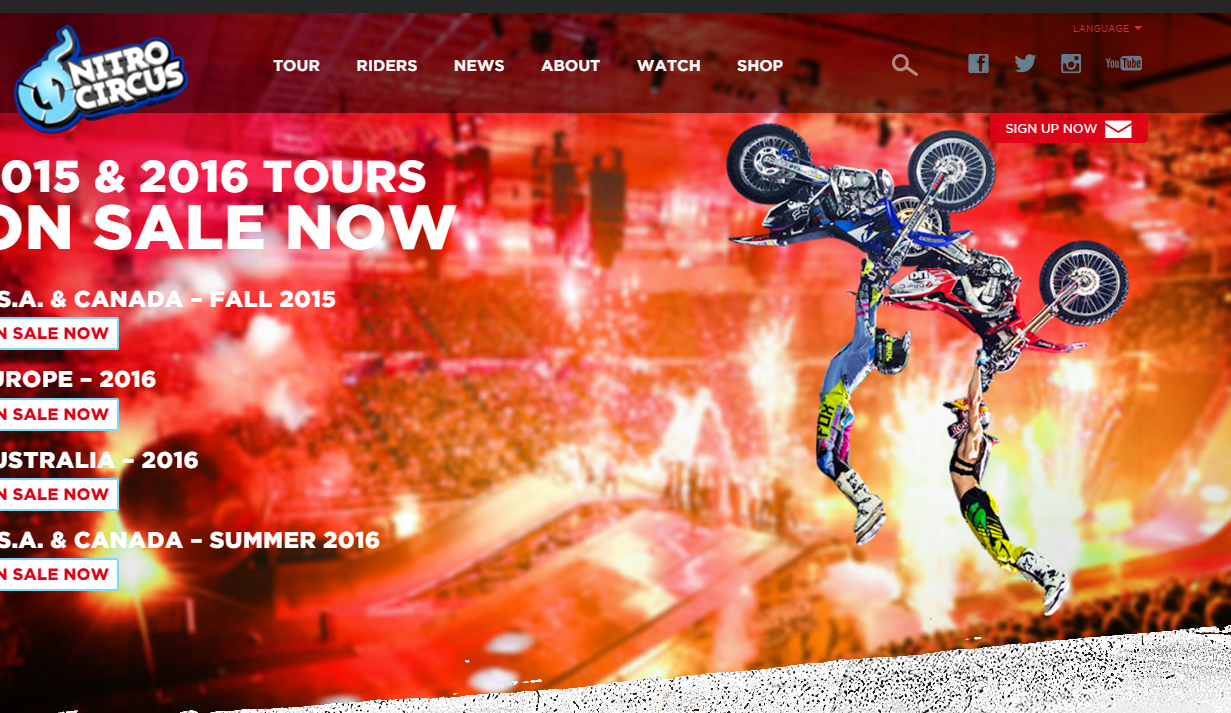 LANGUAGE
NITRO
CIRCUS
TOUR RIDERS NEWS ABOUT WATCH SHOP
You Tube
SIGN UP NOW
015 & 2016 TOURS
ON SALE NOW
S.A. & CANADA – FALL 2015
N SALE NOW
UROPE – 2016
N SALE NOW
USTRALIA – 2016
N SALE NOW
S.A. & CANADA – SUMMER 2016
N SALE NOW
FOX